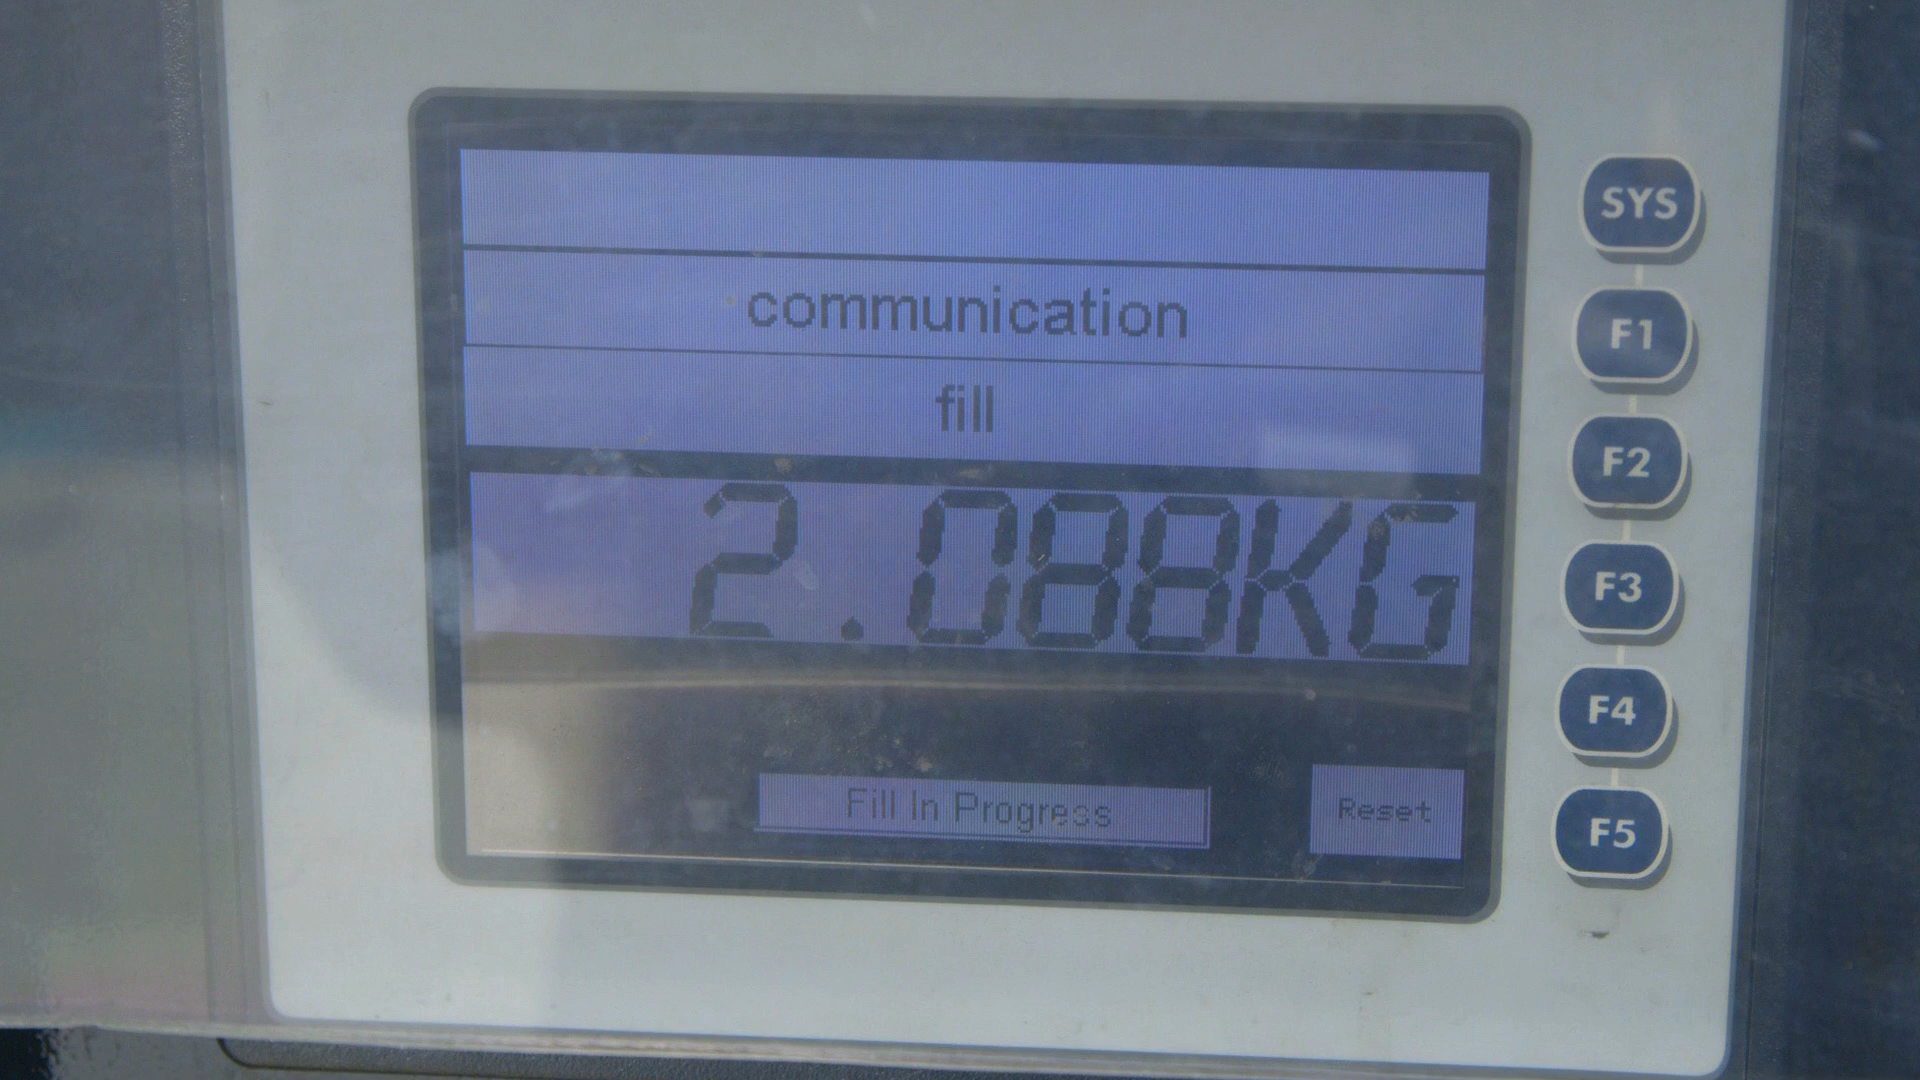 communication
fill
2.088KG
Fill In Progress
Reset
SYS
F1
F2
F3
F4
F5